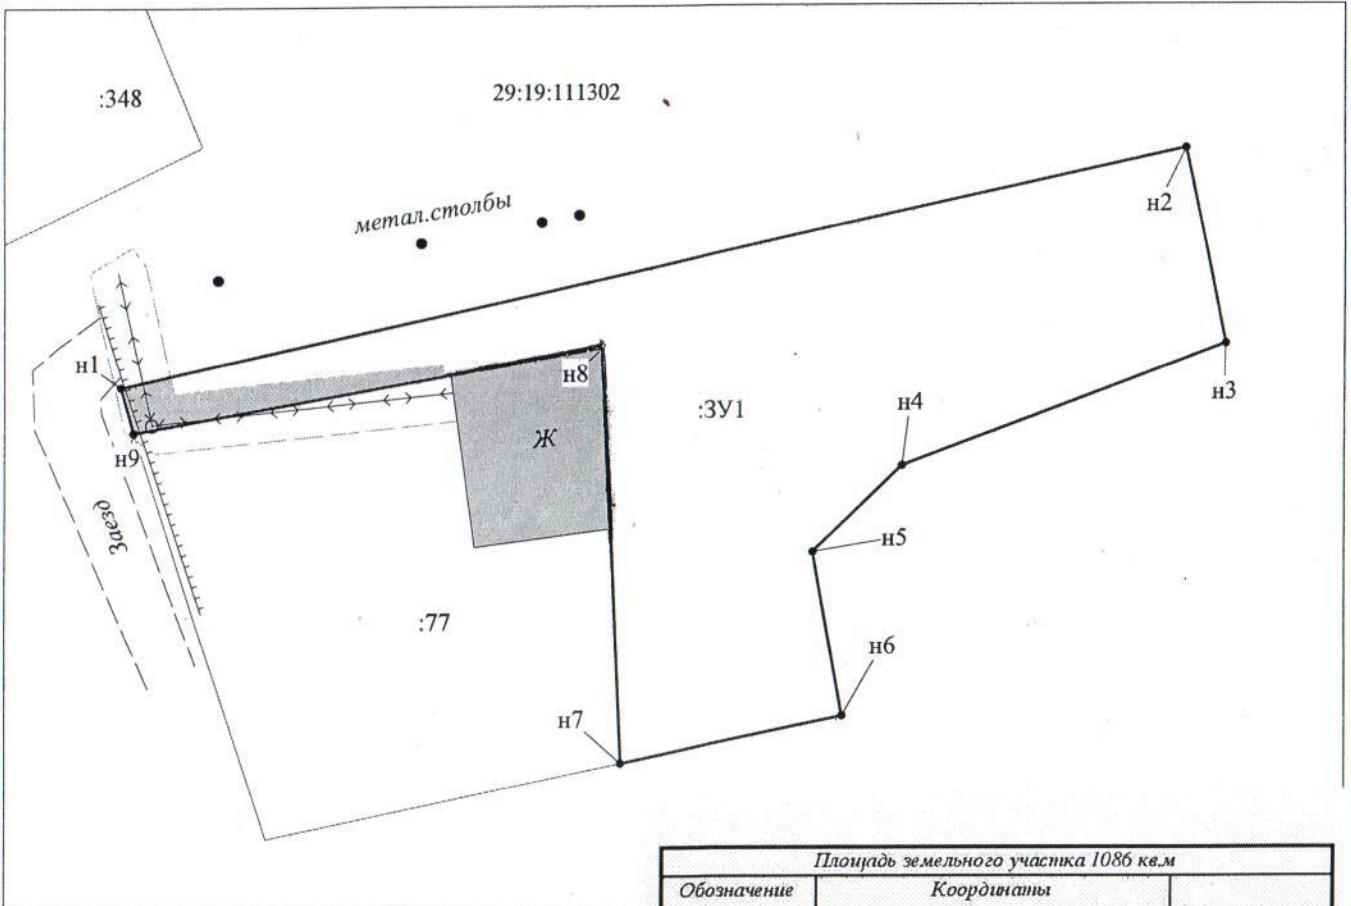 :348
29:19:111302
метал.столбы
н2
н1
н8
н3
:ЗУ1
н4
Ж
н9
Заезд
н5
:77
н6
н7
Площадь земельного участка 1086 кв.м
Обозначение Координаты